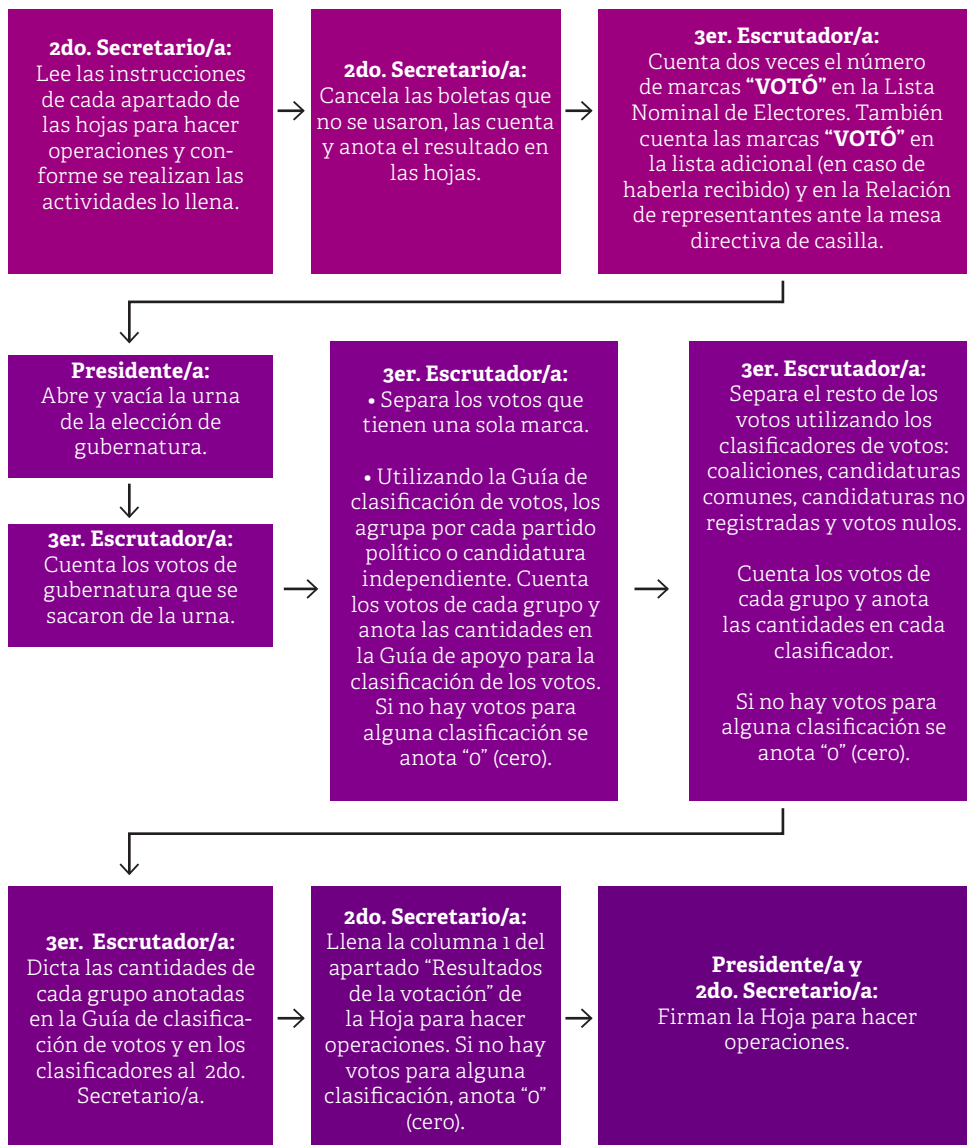 2do. Secretario/a:
Lee las instrucciones
de cada apartado de
las hojas para hacer
operaciones y con-
forme se realizan las
actividades lo llena.
2do. Secretario/a:
Cancela las boletas que
no se usaron, las cuenta
y anota el resultado en
las hojas.
3er. Escrutador/a:
Cuenta dos veces el número
de marcas “VOTÓ” en la Lista
Nominal de Electores. También
cuenta las marcas “VOTÓ” en
la lista adicional (en caso de
haberla recibido) y en la Relación
de representantes ante la mesa
directiva de casilla.
Presidente/a:
Abre y vacía la urna
de la elección de
gubernatura.
3er. Escrutador/a:
Cuenta los votos de
gubernatura que se
sacaron de la urna.
3er. Escrutador/a:
• Separa los votos que
tienen una sola marca.
• Utilizando la Guía de
clasificación de votos, los
agrupa por cada partido
político o candidatura
independiente. Cuenta
los votos de cada grupo y
anota las cantidades en
la Guía de apoyo para la
clasificación de los votos.
Si no hay votos para
alguna clasificación se
anota “0” (cero).
3er. Escrutador/a:
Separa el resto de los
votos utilizando los
clasificadores de votos:
coaliciones, candidaturas
comunes, candidaturas no
registradas y votos nulos.
Cuenta los votos de
cada grupo y anota
las cantidades en cada
clasificador.
Si no hay votos para
alguna clasificación se
anota “0” (cero).
3er. Escrutador/a:
Dicta las cantidades de
cada grupo anotadas
en la Guía de clasifica-
ción de votos y en los
clasificadores al 2do.
Secretario/a.
2do. Secretario/a:
Llena la columna 1 del
apartado “Resultados
de la votación” de
la Hoja para hacer
operaciones. Si no hay
votos para alguna
clasificación, anota “0”
(cero).
Presidente/a y
2do. Secretario/a:
Firman la Hoja para hacer
operaciones.